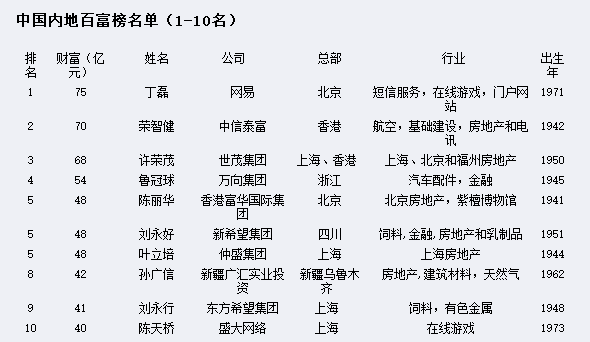 中国内地百富榜名单（1-10名）
排名 财富（亿元） 姓名 公司 总部 行业 出生年
1 75 丁磊 网易 北京 短信服务，在线游戏，门户网站 1971
2 70 荣智健 中信泰富 香港 航空，基础建设，房地产和电讯 1942
3 68 许荣茂 世茂集团 上海、香港 上海、北京和福州房地产 1950
4 54 鲁冠球 万向集团 浙江 汽车配件，金融 1945
5 48 陈丽华 香港富华国际集团 北京 北京房地产，紫檀博物馆 1941
5 48 刘永好 新希望集团 四川 饲料,金融,房地产和乳制品 1951
5 48 叶立培 仲盛集团 上海 上海房地产 1944
8 42 孙广信 新疆广汇实业投资 新疆乌鲁木齐 房地产,建筑材料，天然气 1962
9 41 刘永行 东方希望集团 上海 饲料，有色金属 1948
10 40 陈天桥 盛大网络 上海 在线游戏 1973